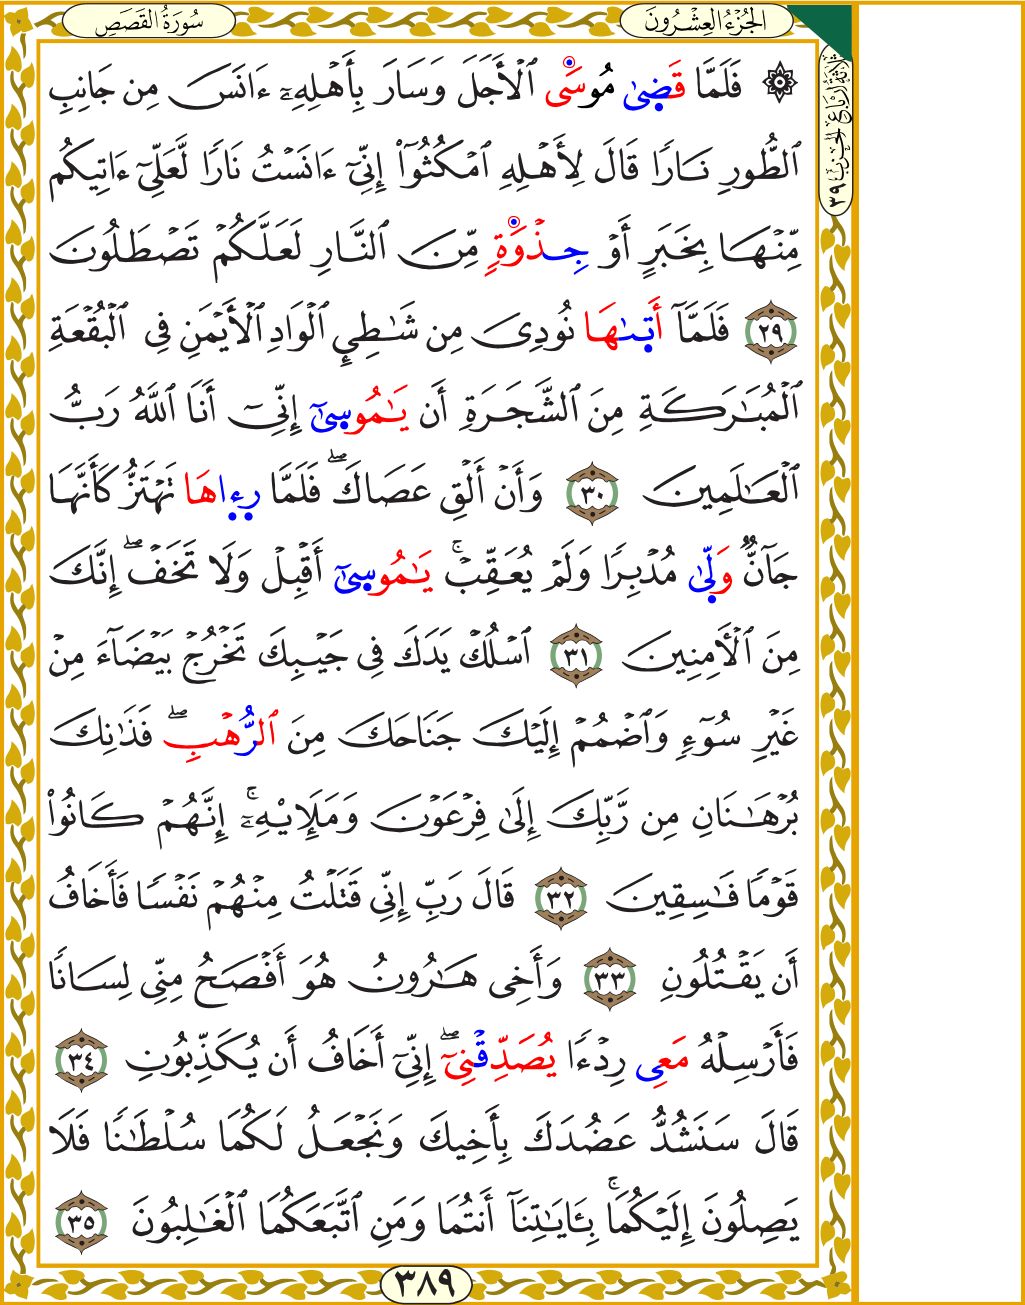 الجُزْءُ العِشْرُونَ
سُورَةُ القَصَصِ
ثلاثة أرباع الحزب ٣٩
۞ فَلَمَّا قَضِىٰ مُوسَى ٱلْأَجَلَ وَسَارَ بِأَهْلِهِۦٓ ءَانَسَ مِن جَانِبِ
ٱلطُّورِ نَارًا قَالَ لِأَهْلِهِ ٱمْكُثُوٓاْ إِنِّىٓ ءَانَسْتُ نَارًا لَّعَلِّىٓ ءَاتِيكُم
مِّنْهَا بِخَبَرٍ أَوْ جِذْوَةٍ مِّنَ ٱلنَّارِ لَعَلَّكُمْ تَصْطَلُونَ
٢٩ فَلَمَّآ أَتِىٰهَا نُودِىَ مِن شَٰطِىِٕ ٱلْوَادِ ٱلْأَيْمَنِ فِى ٱلْبُقْعَةِ
ٱلْمُبَٰرَكَةِ مِنَ ٱلشَّجَرَةِ أَن يَٰمُوسِىٰٓ إِنِّىٓ أَنَا ٱللَّهُ رَبُّ
ٱلْعَٰلَمِينَ ٣٠ وَأَنْ أَلْقِ عَصَاكَۖ فَلَمَّا رِءِاهَا تَهْتَزُّ كَأَنَّهَا
جَآنٌّ وَلِّىٰ مُدْبِرًا وَلَمْ يُعَقِّبْۚ يَٰمُوسِىٰٓ أَقْبِلْ وَلَا تَخَفْۖ إِنَّكَ
مِنَ ٱلْأٓمِنِينَ ٣١ ٱسْلُكْ يَدَكَ فِى جَيْبِكَ تَخْرُجْ بَيْضَآءَ مِنْ
غَيْرِ سُوٓءٍ وَٱضْمُمْ إِلَيْكَ جَنَاحَكَ مِنَ ٱلرُّهْبِۖ فَذَٰنِكَ
بُرْهَٰنَانِ مِن رَّبِّكَ إِلَىٰ فِرْعَوْنَ وَمَلَإِيْهِۦٓۚ إِنَّهُمْ كَانُواْ
قَوْمًا فَٰسِقِينَ ٣٢ قَالَ رَبِّ إِنِّى قَتَلْتُ مِنْهُمْ نَفْسًا فَأَخَافُ
أَن يَقْتُلُونِ ٣٣ وَأَخِى هَٰرُونُ هُوَ أَفْصَحُ مِنِّى لِسَانًا
فَأَرْسِلْهُ مَعِى رِدْءًا يُصَدِّقْنِىٓۖ إِنِّىٓ أَخَافُ أَن يُكَذِّبُونِ ٣٤
قَالَ سَنَشُدُّ عَضُدَكَ بِأَخِيكَ وَنَجْعَلُ لَكُمَا سُلْطَٰنًا فَلَا
يَصِلُونَ إِلَيْكُمَاۚ بِـَٔايَٰتِنَآ أَنتُمَا وَمَنِ ٱتَّبَعَكُمَا ٱلْغَٰلِبُونَ ٣٥
٣٨٩